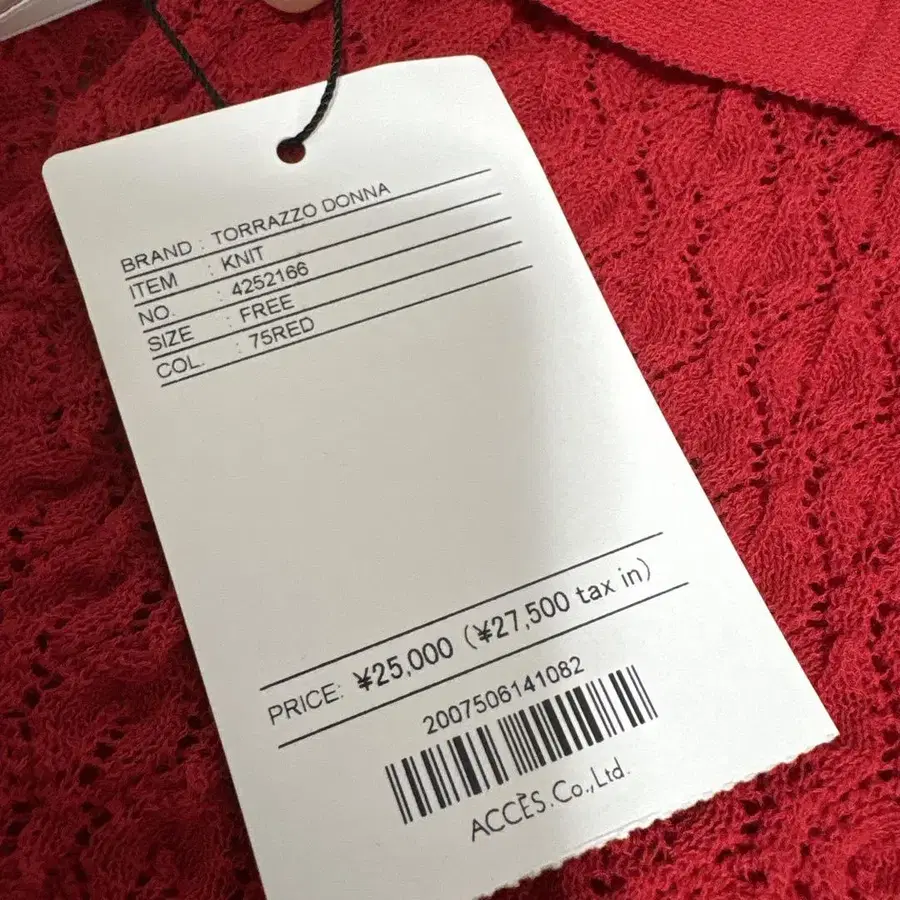 BRAND : TORRAZZO DONNA
ITEM : KNIT
NO. : 4252166
SIZE : FREE
COL. : 75RED
PRICE: ¥25,000 (¥27,500 tax in)
2007506141082
ACCÈS.Co.,Ltd.